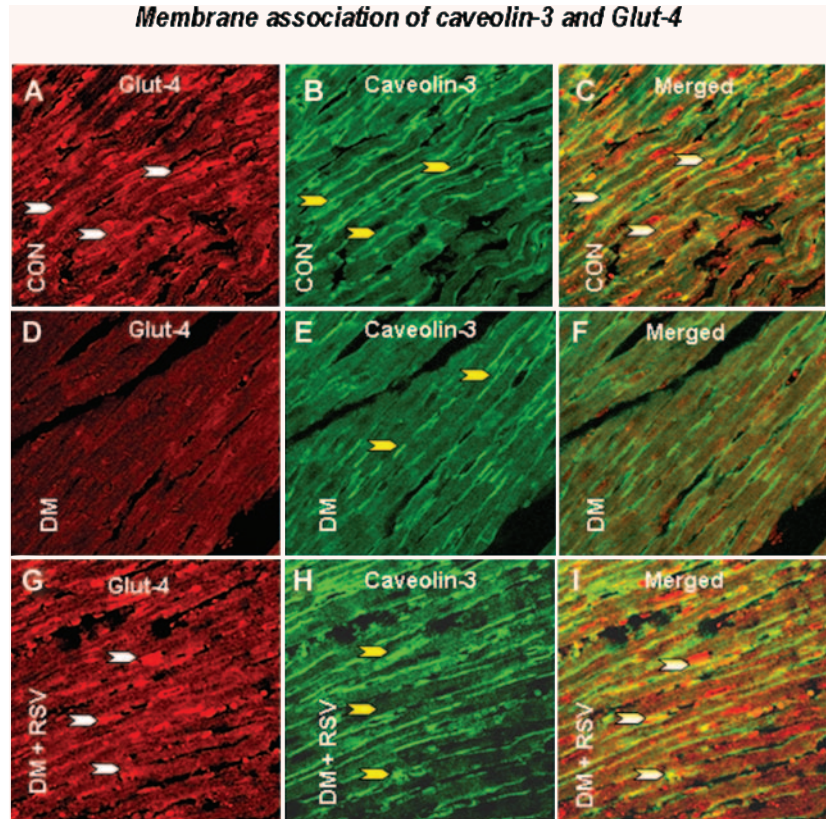 Membrane association of caveolin-3 and Glut-4
A Glut-4
B Caveolin-3
C Merged
CON
CON
CON
D Glut-4
E Caveolin-3
F Merged
DM
DM
DM
G Glut-4
H Caveolin-3
I Merged
DM + RSV
DM + RSV
DM + RSV